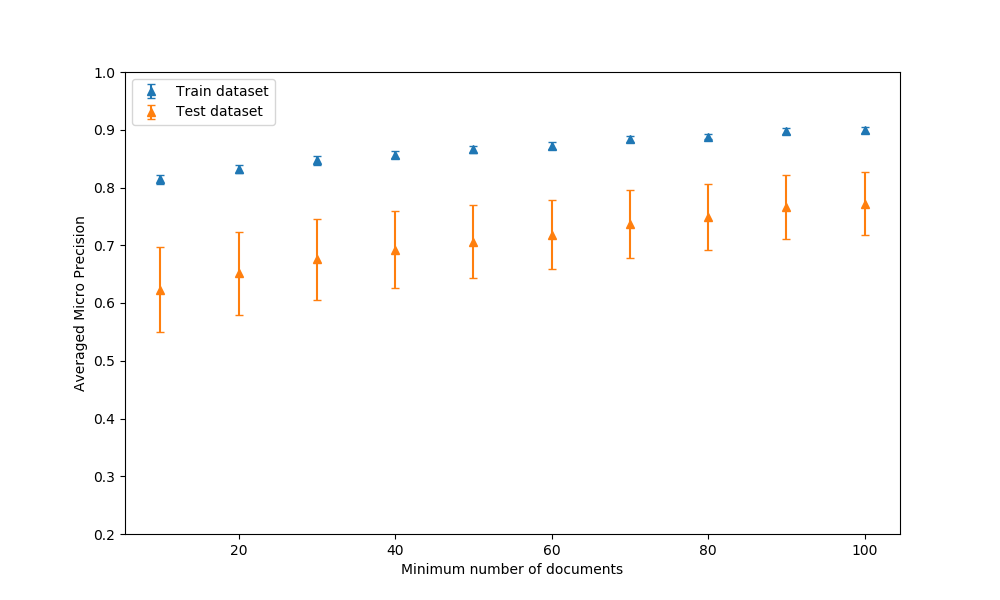 Train dataset
Test dataset
Averaged Micro Precision
1.0
0.9
0.8
0.7
0.6
0.5
0.4
0.3
0.2
20 40 60 80 100
Minimum number of documents